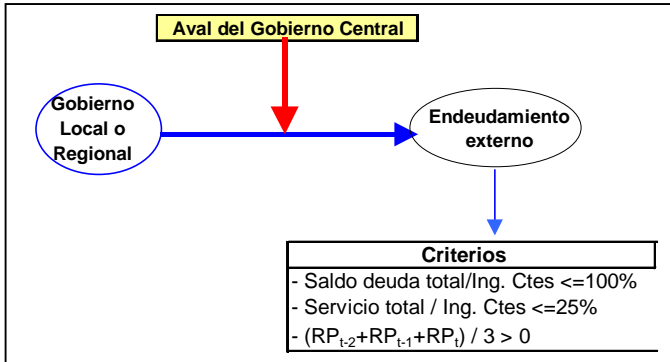 Aval del Gobierno Central
Gobierno
Local o
Regional
Endeudamiento
externo
Criterios
- Saldo deuda total/Ing. Ctes <=100%
- Servicio total / Ing. Ctes <=25%
- (RPt-2+RPt-1+RPt) / 3 > 0